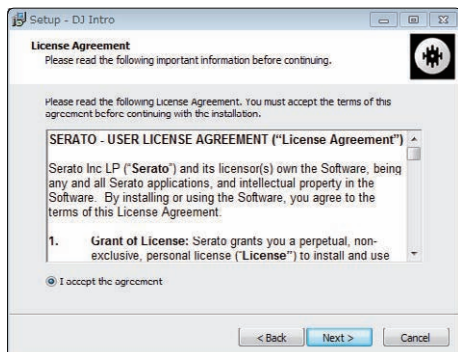 Setup - DJ Intro
License Agreement
Please read the following important information before continuing.
Please read the following License Agreement. You must accept the terms of this
agreement before continuing with the installation.
SERATO - USER LICENSE AGREEMENT (“License Agreement”)
Serato Inc LP (“Serato”) and its licensor(s) own the Software, being
any and all Serato applications, and intellectual property in the
Software. By installing or using the Software, you agree to the
terms of this License Agreement.
1. Grant of License: Serato grants you a perpetual, non-
exclusive, personal license (“License”) to install and use
I accept the agreement
< Back Next > Cancel